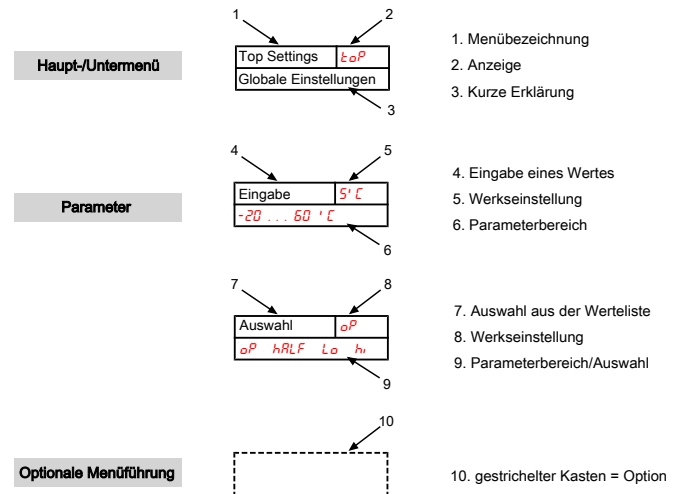 1 2
Haupt-/Untermenü
Top Settings toP
Globale Einstellungen
3
1. Menübezeichnung
2. Anzeige
3. Kurze Erklärung
4 5
Parameter
Eingabe 5'C
-20 ... 60 'C
6
4. Eingabe eines Wertes
5. Werkseinstellung
6. Parameterbereich
7 8
Auswahl oP
oP hALF Lo hi
9
7. Auswahl aus der Werteliste
8. Werkseinstellung
9. Parameterbereich/Auswahl
10
Optionale Menüführung
10. gestrichelter Kasten = Option